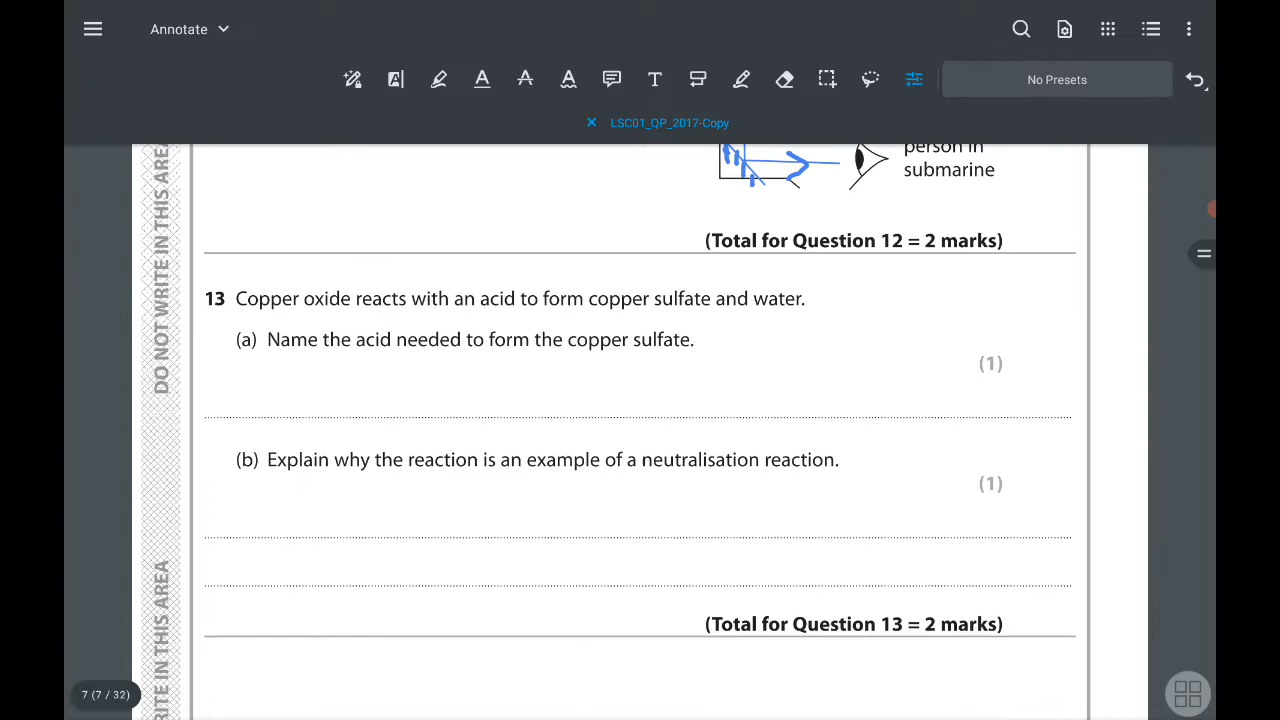 Annotate
No Presets
LSC01_QP_2017-Copy
DO NOT WRITE IN THIS AREA
person in
submarine
(Total for Question 12 = 2 marks)
13 Copper oxide reacts with an acid to form copper sulfate and water.
(a) Name the acid needed to form the copper sulfate.
(1)
(b) Explain why the reaction is an example of a neutralisation reaction.
(1)
(Total for Question 13 = 2 marks)
RITE IN THIS AREA
7 (7 / 32)